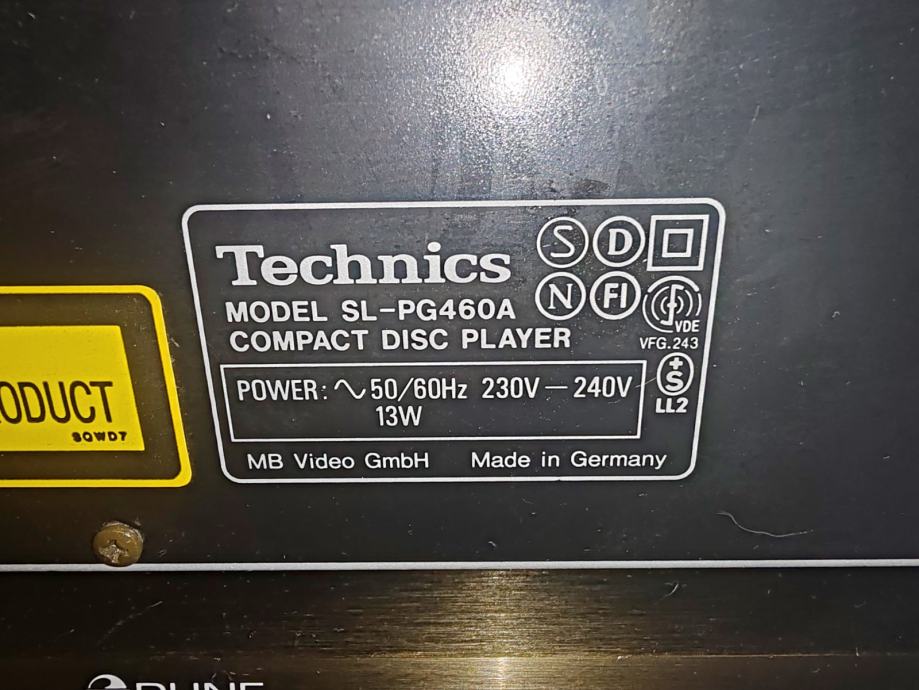 Technics
MODEL SL-PG460A
COMPACT DISC PLAYER
S D
N FI
VDE
VFG.243
+S
LL2
POWER: ∿ 50/60Hz 230V — 240V
13W
MB Video GmbH Made in Germany
ODUCT
SQWD7